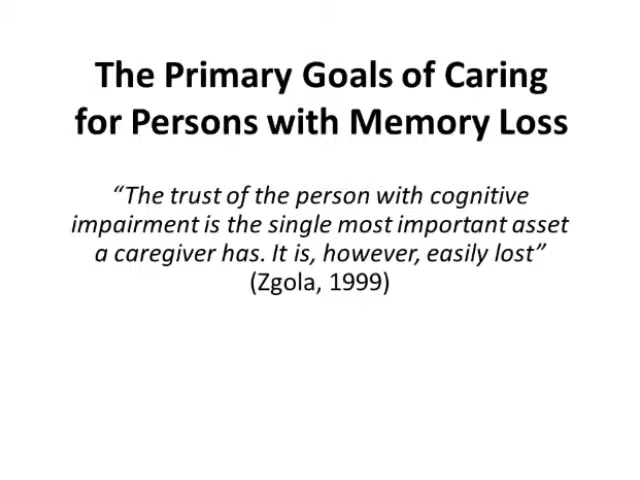 The Primary Goals of Caring
for Persons with Memory Loss
“The trust of the person with cognitive
impairment is the single most important asset
a caregiver has. It is, however, easily lost”
(Zgola, 1999)